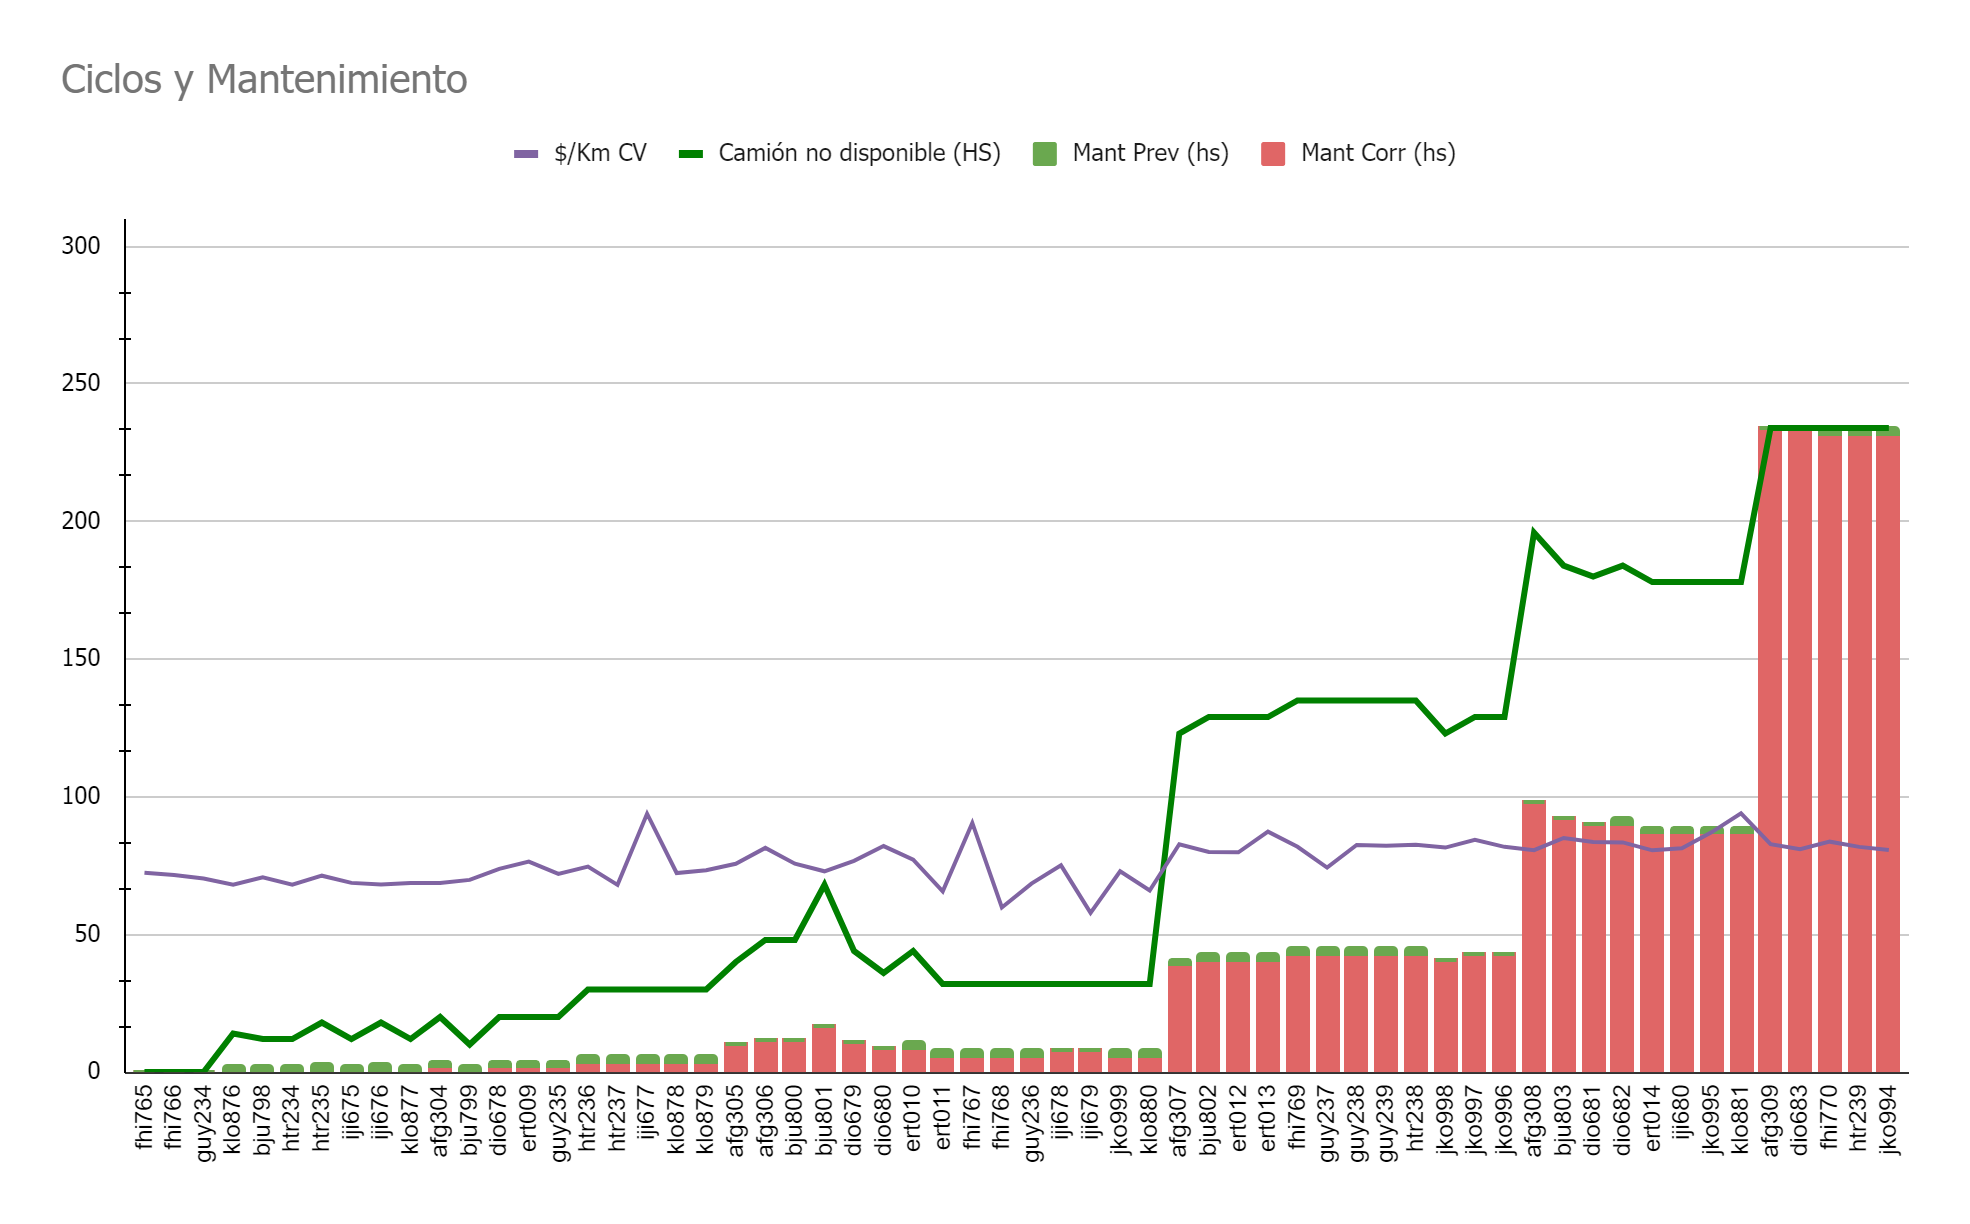 Ciclos y Mantenimiento
$/Km CV Camión no disponible (HS) Mant Prev (hs) Mant Corr (hs)
300
250
200
150
100
50
0
fhi765 fhi766 guy234 klo876 bju798 htr234 htr235 iji675 iji676 klo877 afg304 bju799 dio678 ert009 guy235 htr236 htr237 iji677 klo878 klo879 afg305 afg306 bju800 bju801 dio679 dio680 ert010 ert011 fhi767 fhi768 guy236 iji678 iji679 jko999 klo880 afg307 bju802 ert012 ert013 fhi769 guy237 guy238 guy239 htr238 jko998 jko997 jko996 afg308 bju803 dio681 dio682 ert014 iji680 jko995 klo881 afg309 dio683 fhi770 htr239 jko994